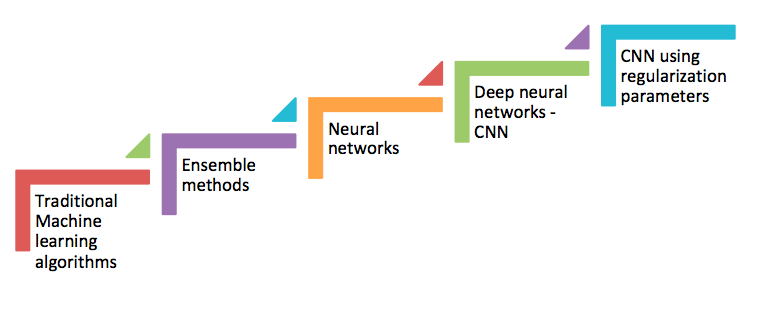 Traditional
Machine
learning
algorithms
Ensemble
methods
Neural
networks
Deep neural
networks -
CNN
CNN using
regularization
parameters